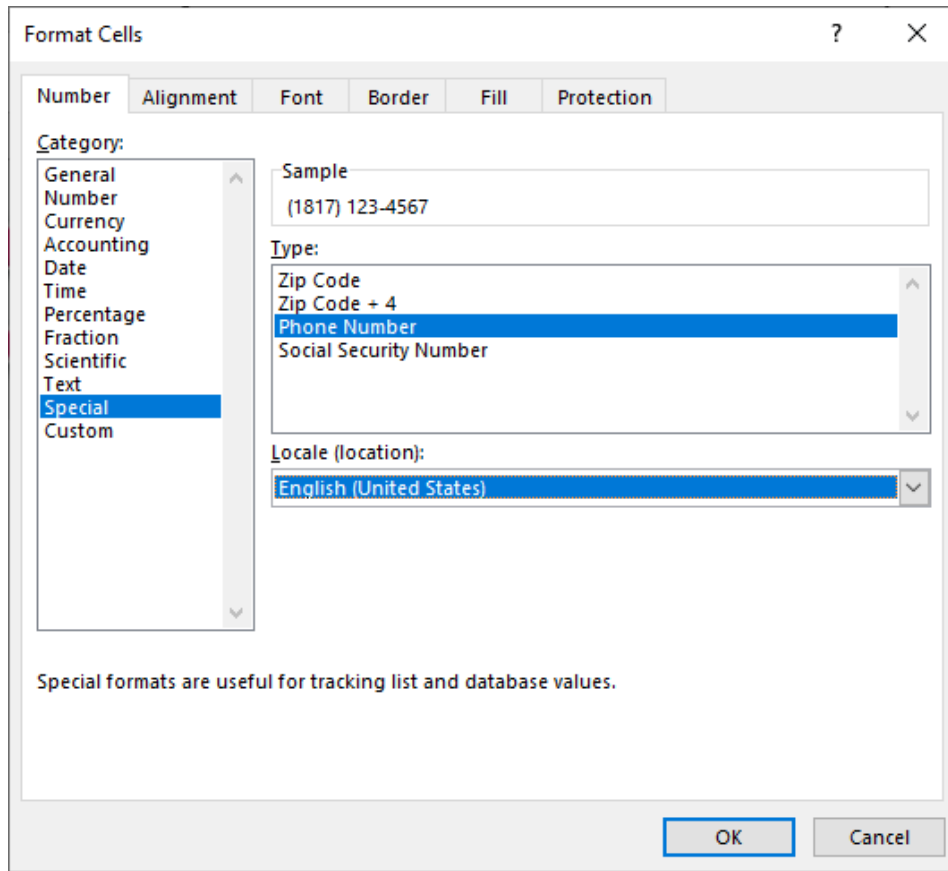 Format Cells
?
Number Alignment Font Border Fill Protection
Category:
General
Number
Currency
Accounting
Date
Time
Percentage
Fraction
Scientific
Text
Special
Custom
Sample
(1817) 123-4567
Type:
Zip Code
Zip Code + 4
Phone Number
Social Security Number
Locale (location):
English (United States)
Special formats are useful for tracking list and database values.
OK Cancel